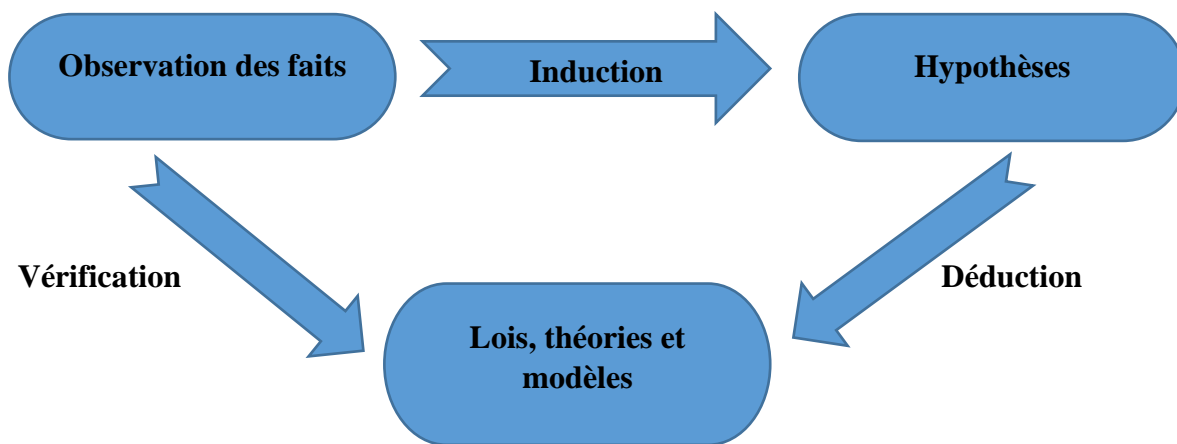 Observation des faits
Induction
Hypothèses
Vérification
Déduction
Lois, théories et
modèles